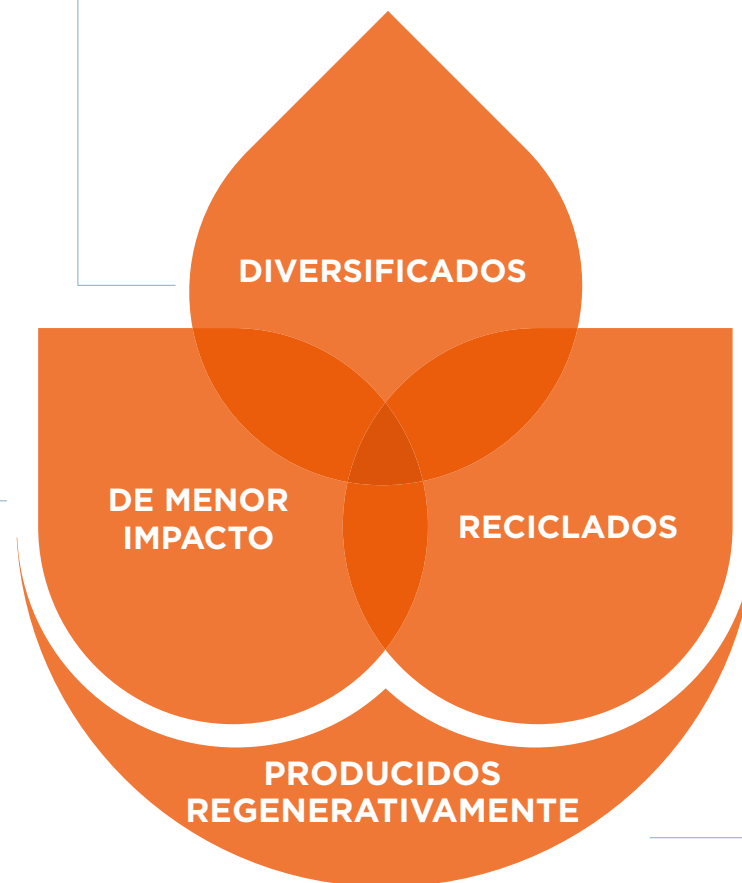 DIVERSIFICADOS
DE MENOR
IMPACTO
RECICLADOS
PRODUCIDOS
REGENERATIVAMENTE